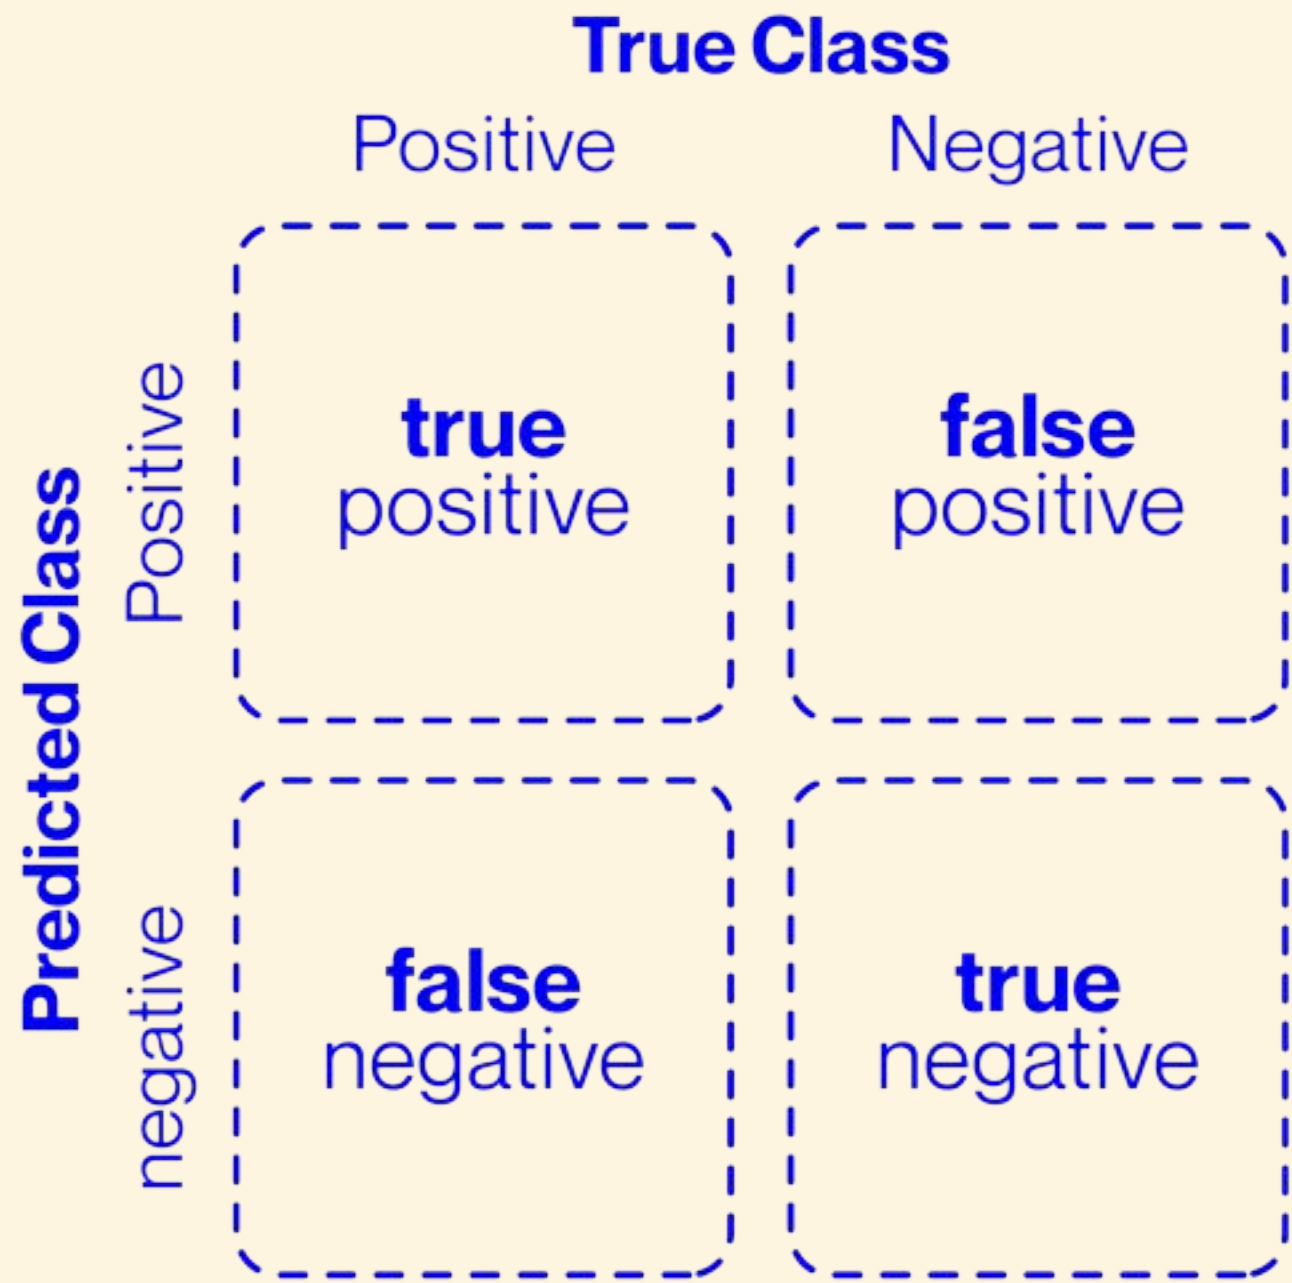 True Class
Positive Negative
Predicted Class
Positive
true
positive
false
positive
negative
false
negative
true
negative